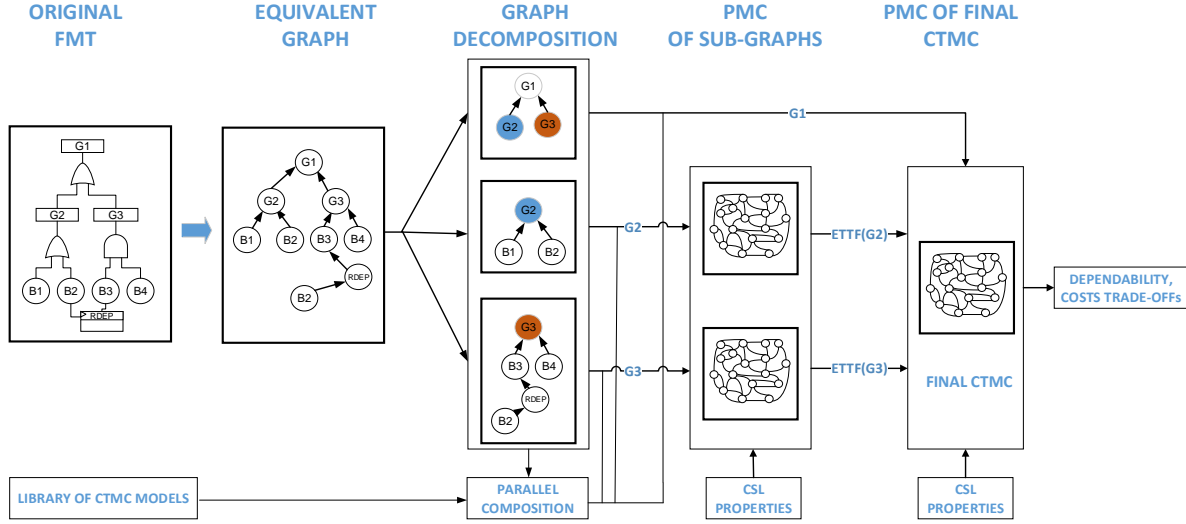 ORIGINAL
FMT
EQUIVALENT
GRAPH
GRAPH
DECOMPOSITION
PMC
OF SUB-GRAPHS
PMC OF FINAL
CTMC
G1
G2 G3
B1 B2 B3 B4
RDEP
G1
G2 G3
B1 B2 B3 B4
RDEP
B2
G1
G2 G3
G2
B1 B2
G3
B3 B4
RDEP
B2
G1
G2
G3
ETTF(G2)
ETTF(G3)
FINAL CTMC
DEPENDABILITY,
COSTS TRADE-OFFs
LIBRARY OF CTMC MODELS
PARALLEL
COMPOSITION
CSL
PROPERTIES
CSL
PROPERTIES